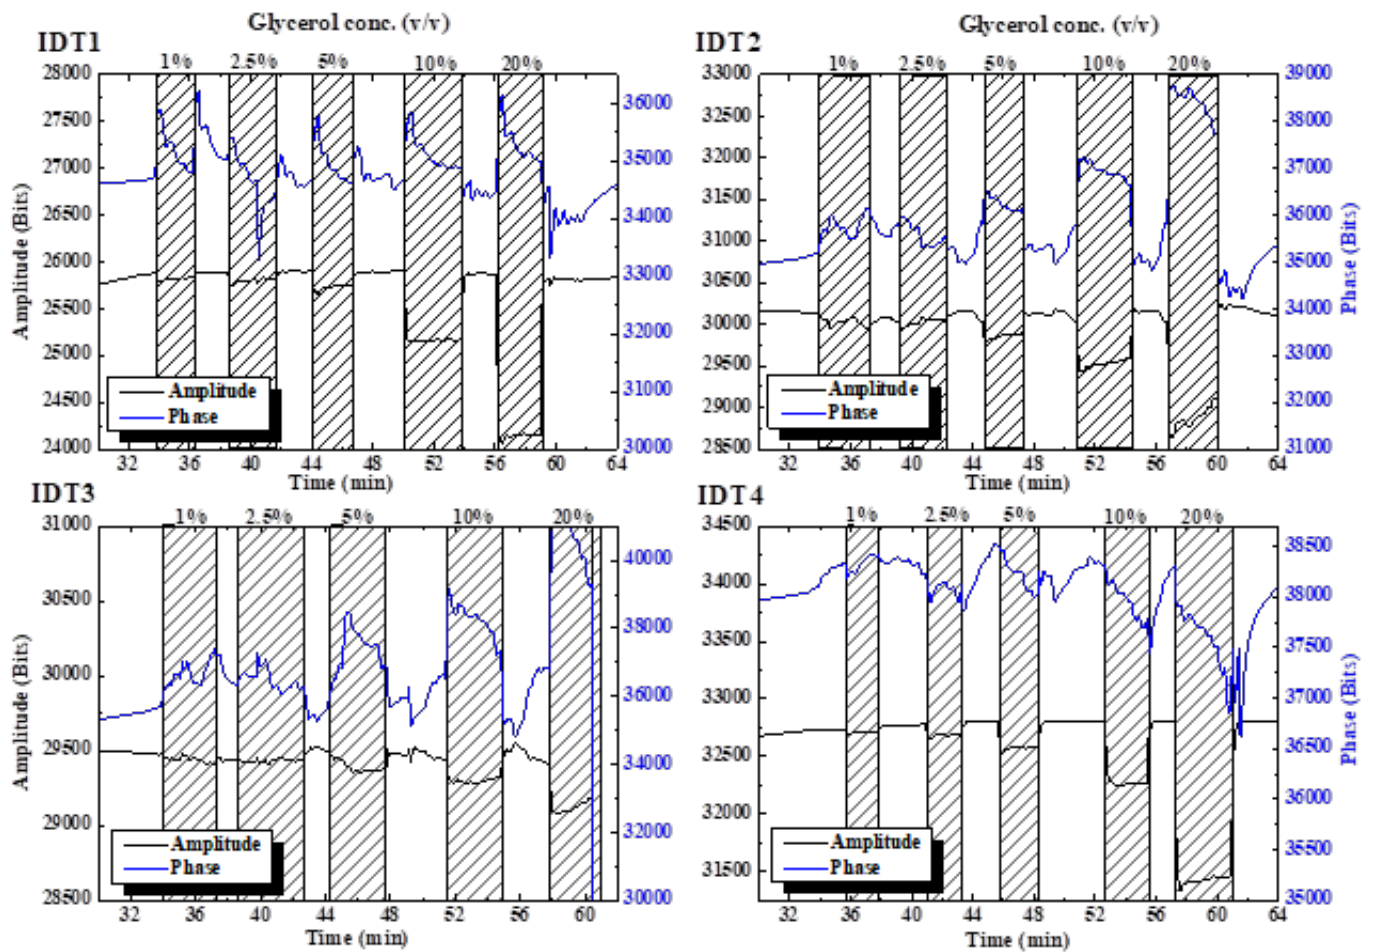 Glycerol conc. (v/v)
IDT1
1% 2.5% 5% 10% 20%
28000
27500
27000
26500
26000
25500
25000
24500
24000
Amplitude (Bits)
36000
35000
34000
33000
32000
31000
30000
Amplitude
Phase
32 36 40 44 48 52 56 60 64
Time (min)
Glycerol conc. (v/v)
IDT2
1% 2.5% 5% 10% 20%
33000
32500
32000
31500
31000
30500
30000
29500
29000
28500
39000
38000
37000
36000
35000
34000
33000
32000
31000
Phase (Bits)
Amplitude
Phase
32 36 40 44 48 52 56 60 64
Time (min)
IDT3
1% 2.5% 5% 10% 20%
31000
30500
30000
29500
29000
28500
Amplitude (Bits)
40000
38000
36000
34000
32000
30000
Amplitude
Phase
32 36 40 44 48 52 56 60
Time (min)
IDT4
1% 2.5% 5% 10% 20%
34500
34000
33500
33000
32500
32000
31500
38500
38000
37500
37000
36500
36000
35500
35000
Phase (Bits)
Amplitude
Phase
32 36 40 44 48 52 56 60 64
Time (min)